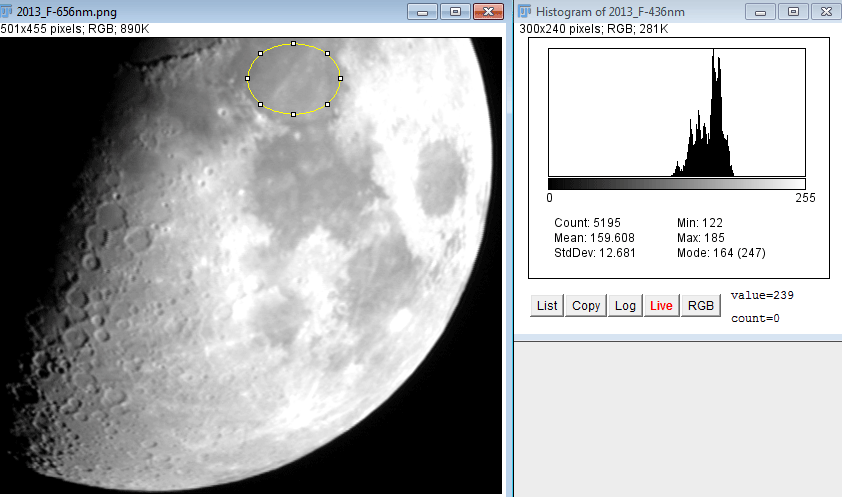 2013_F-656nm.png
501x455 pixels; RGB; 890K
Histogram of 2013_F-436nm
300x240 pixels; RGB; 281K
0 255
Count: 5195 Min: 122
Mean: 159.608 Max: 185
StdDev: 12.681 Mode: 164 (247)
List Copy Log Live RGB
value=239
count=0